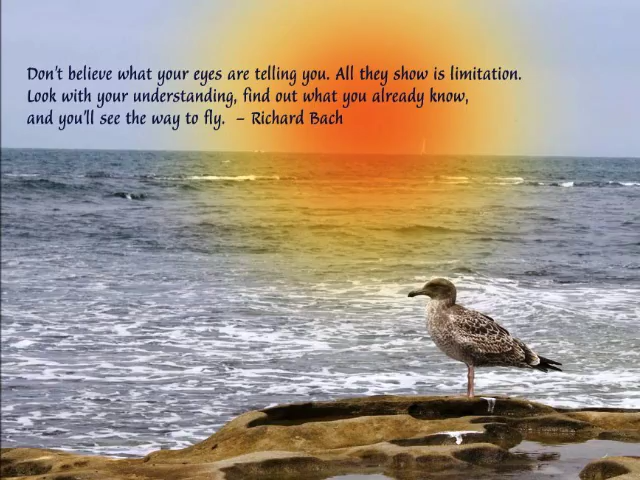 Don't believe what your eyes are telling you. All they show is limitation.
Look with your understanding, find out what you already know,
and you'll see the way to fly. – Richard Bach